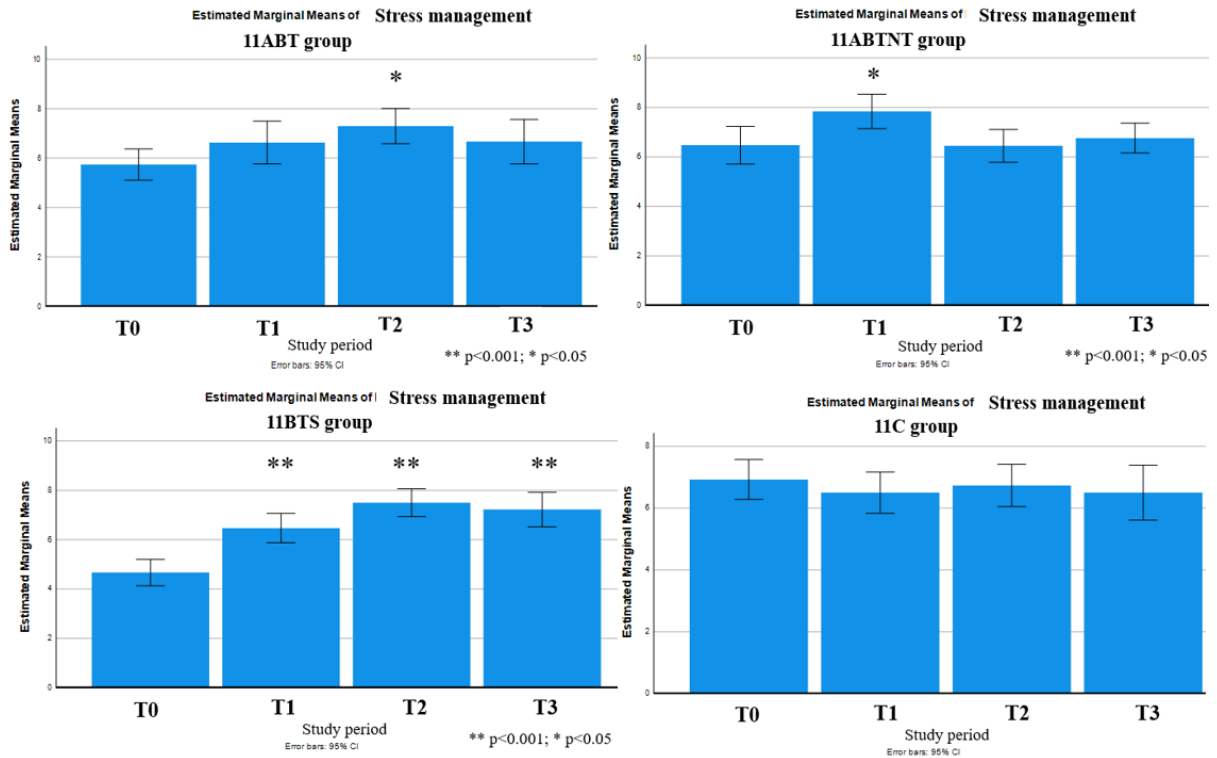 Estimated Marginal Means of Stress management
11ABT group
Estimated Marginal Means
10
8
6
4
2
0
*
T0 T1 T2 T3
Study period
Error bars: 95% CI
** p<0.001; * p<0.05
Estimated Marginal Means of Stress management
11ABTNT group
Estimated Marginal Means
10
8
6
4
2
0
*
T0 T1 T2 T3
Study period
Error bars: 95% CI
** p<0.001; * p<0.05
Estimated Marginal Means of Stress management
11BTS group
Estimated Marginal Means
10
8
6
4
2
0
** ** **
T0 T1 T2 T3
Study period
Error bars: 95% CI
** p<0.001; * p<0.05
Estimated Marginal Means of Stress management
11C group
Estimated Marginal Means
8
6
4
2
0
T0 T1 T2 T3
Study period
Error bars: 95% CI